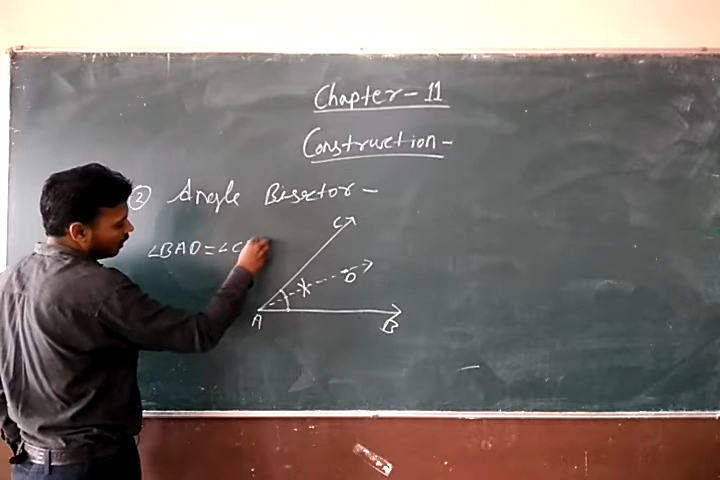 Chapter - 11
Construction -
② Angle Bisector -
∠BAD = ∠C
C
D
A
B